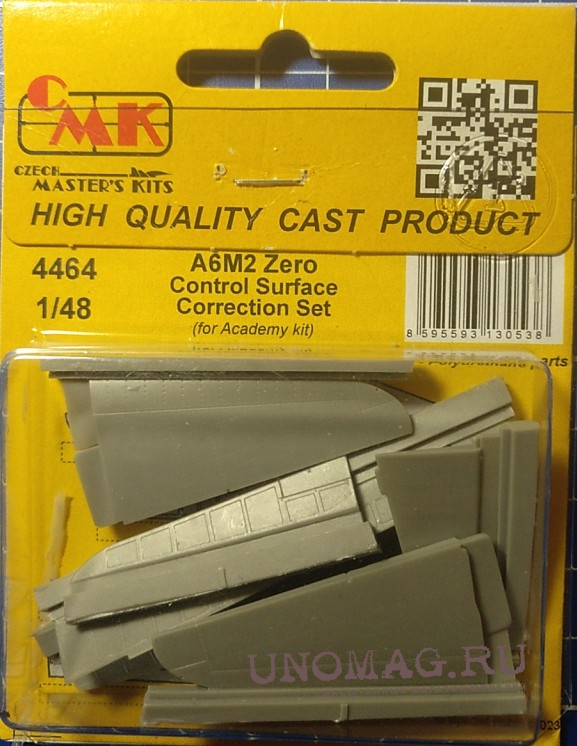 CMK
CZECH
MASTER'S KITS
HIGH QUALITY CAST PRODUCT
4464
1/48
A6M2 Zero
Control Surface
Correction Set
(for Academy kit)
8 595593 130538
UNOMAG.RU